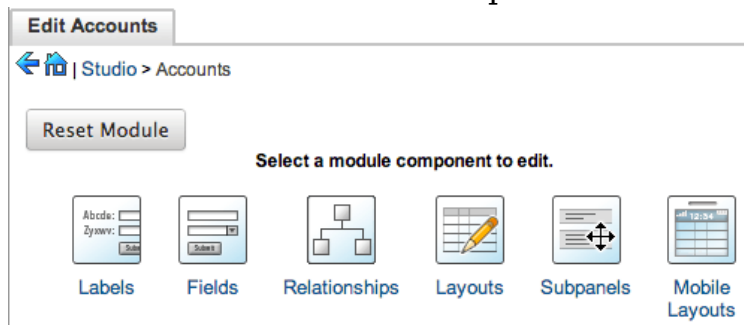 Edit Accounts
| Studio > Accounts
Reset Module
Select a module component to edit.
Abcde:
Zyxwv:
Submit
12:34
Labels Fields Relationships Layouts Subpanels Mobile Layouts